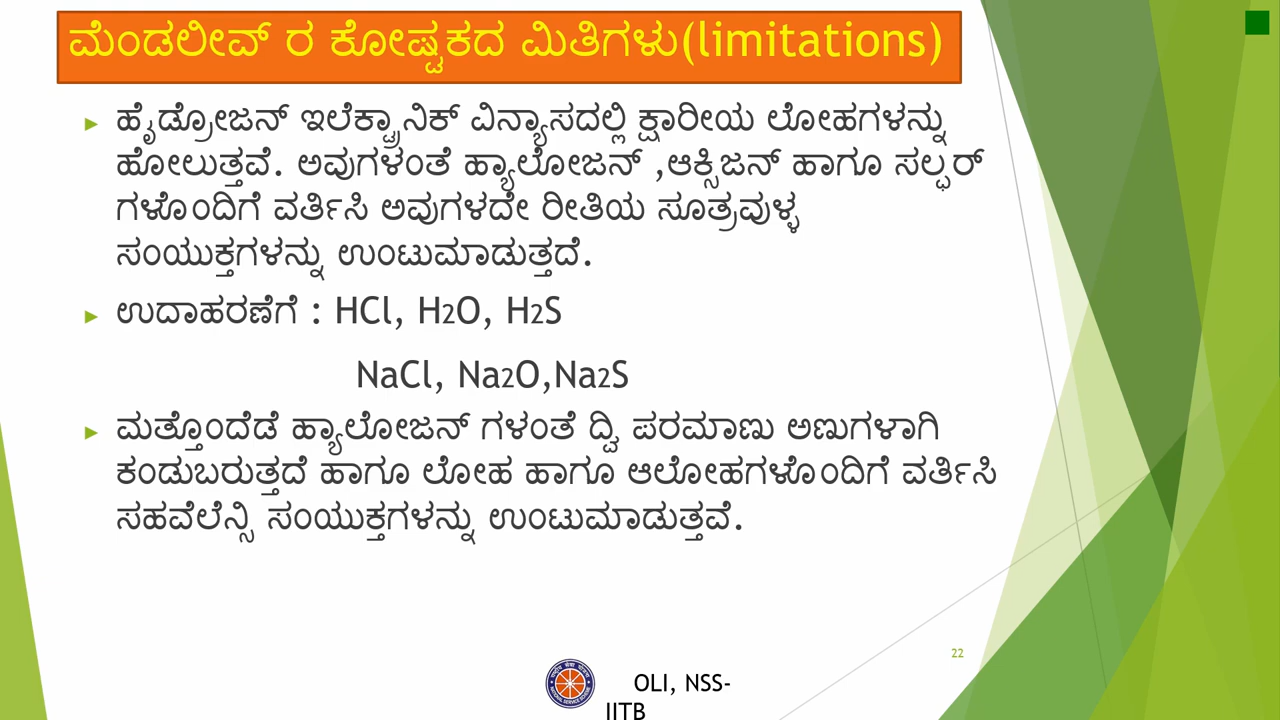 ಮೆಂಡಲೀವ್ ರ ಕೋಷ್ಟಕದ ಮಿತಿಗಳು(limitations)
ಹೈಡ್ರೋಜನ್ ಇಲೆಕ್ಟ್ರಾನಿಕ್ ವಿನ್ಯಾಸದಲ್ಲಿ ಕ್ಷಾರೀಯ ಲೋಹಗಳನ್ನು
ಹೋಲುತ್ತವೆ. ಅವುಗಳಂತೆ ಹ್ಯಾಲೋಜನ್ ,ಆಕ್ಸಿಜನ್ ಹಾಗೂ ಸಲ್ಫರ್
ಗಳೊಂದಿಗೆ ವರ್ತಿಸಿ ಅವುಗಳದೇ ರೀತಿಯ ಸೂತ್ರವುಳ್ಳ
ಸಂಯುಕ್ತಗಳನ್ನು ಉಂಟುಮಾಡುತ್ತದೆ.
ಉದಾಹರಣೆಗೆ : HCl, H2O, H2S
NaCl, Na2O,Na2S
ಮತ್ತೊಂದೆಡೆ ಹ್ಯಾಲೋಜನ್ ಗಳಂತೆ ದ್ವಿ ಪರಮಾಣು ಅಣುಗಳಾಗಿ
ಕಂಡುಬರುತ್ತದೆ ಹಾಗೂ ಲೋಹ ಹಾಗೂ ಆಲೋಹಗಳೊಂದಿಗೆ ವರ್ತಿಸಿ
ಸಹವೆಲೆನ್ಸಿ ಸಂಯುಕ್ತಗಳನ್ನು ಉಂಟುಮಾಡುತ್ತವೆ.
22
OLI, NSS-
IITB